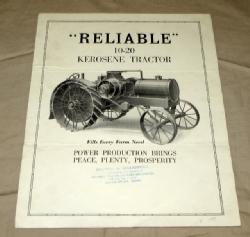 "RELIABLE"
10-20
KEROSENE TRACTOR
Fills Every Farm Need
POWER PRODUCTION BRINGS
PEACE, PLENTY, PROSPERITY